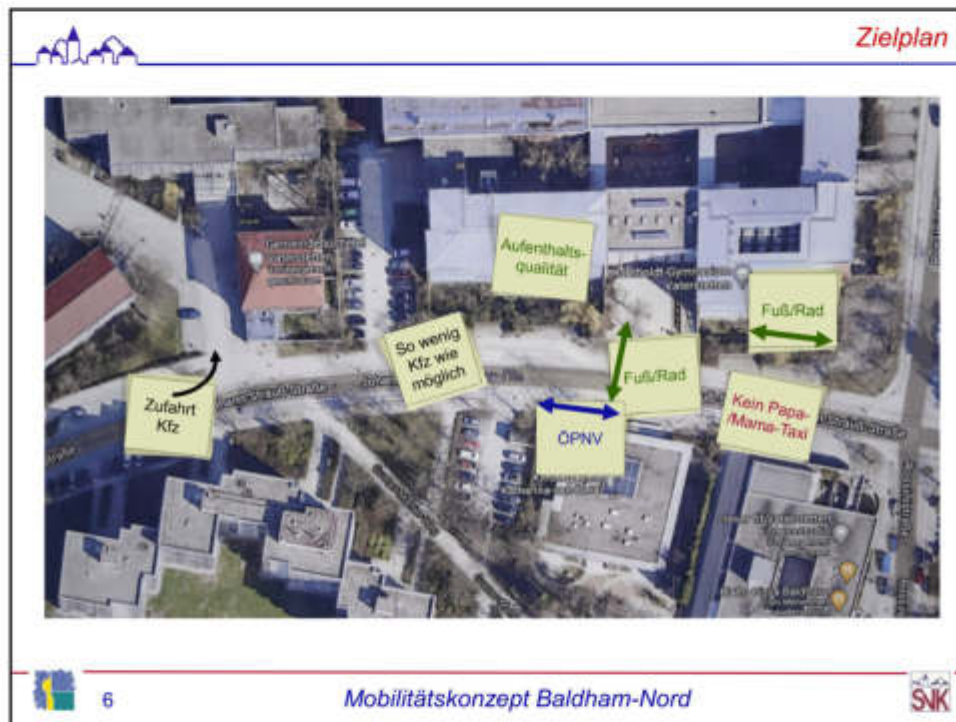 Zielplan
Aufenthalts-
qualität
Fuß/Rad
So wenig
Kfz wie
möglich
Zufahrt
Kfz
Fuß/Rad
Kein Papa-
/Mama-Taxi
ÖPNV
6
Mobilitätskonzept Baldham-Nord
SVK